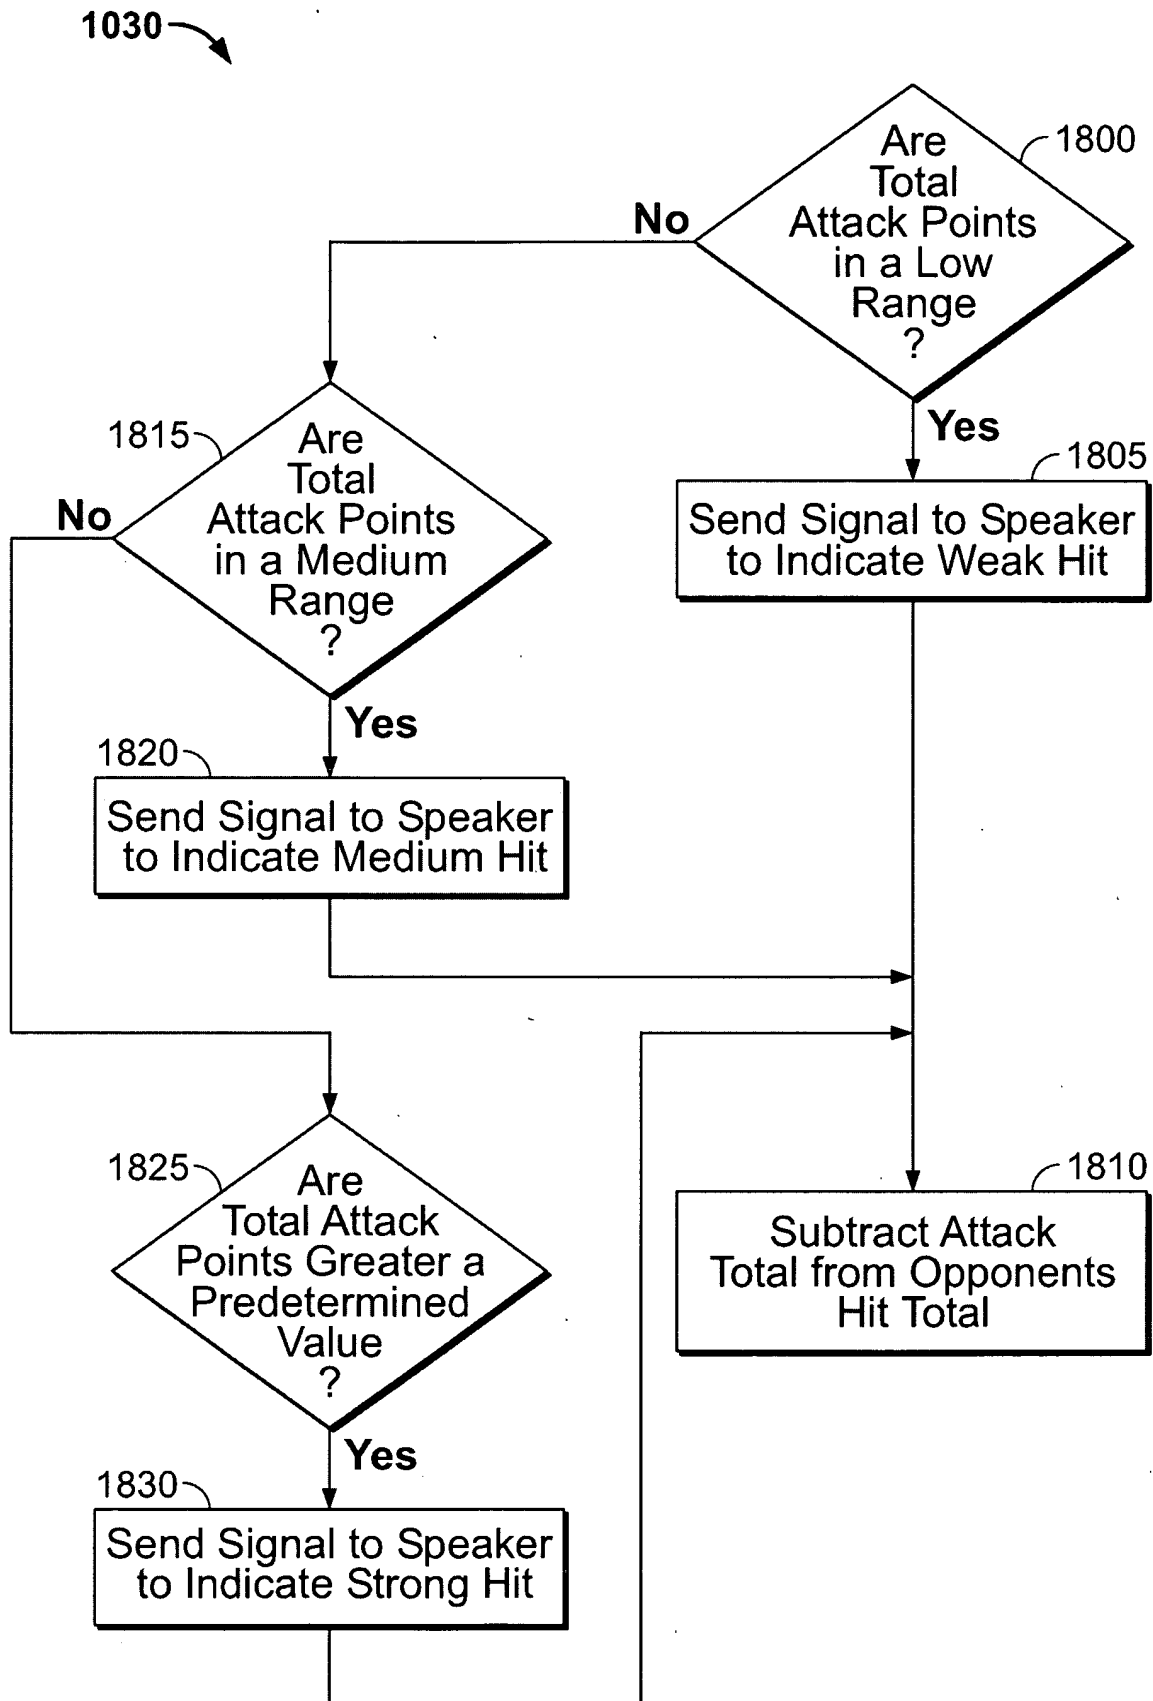 1030
1800
Are
Total
Attack Points
in a Low
Range
?
No
Yes
1805
Send Signal to Speaker
to Indicate Weak Hit
1815
Are
Total
Attack Points
in a Medium
Range
?
No
Yes
1820
Send Signal to Speaker
to Indicate Medium Hit
1825
Are
Total Attack
Points Greater a
Predetermined
Value
?
Yes
1830
Send Signal to Speaker
to Indicate Strong Hit
1810
Subtract Attack
Total from Opponents
Hit Total